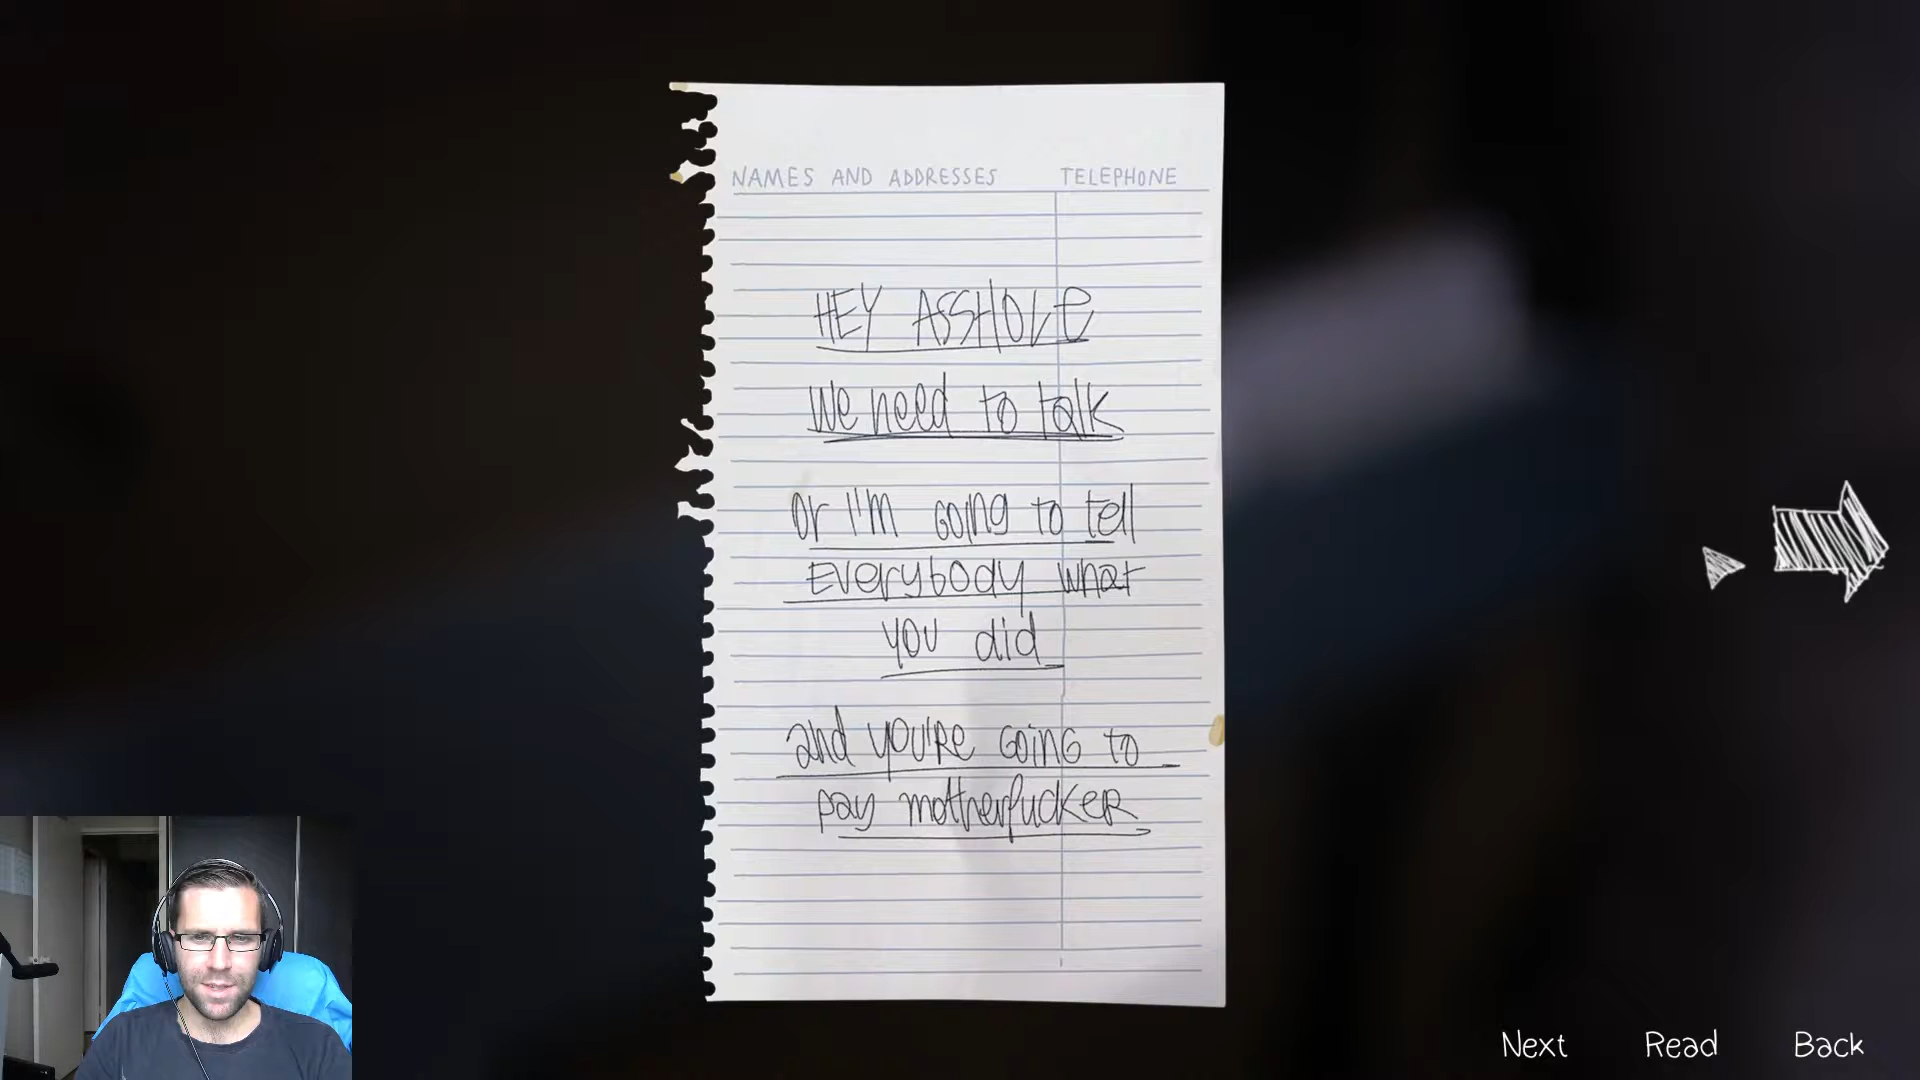 NAMES AND ADDRESSES TELEPHONE
HEY ASSHOLE
We need to talk
Or I'm GOING to tell
EVerybody what
you did
and you're GOING to
pay motherfucker
Next Read Back